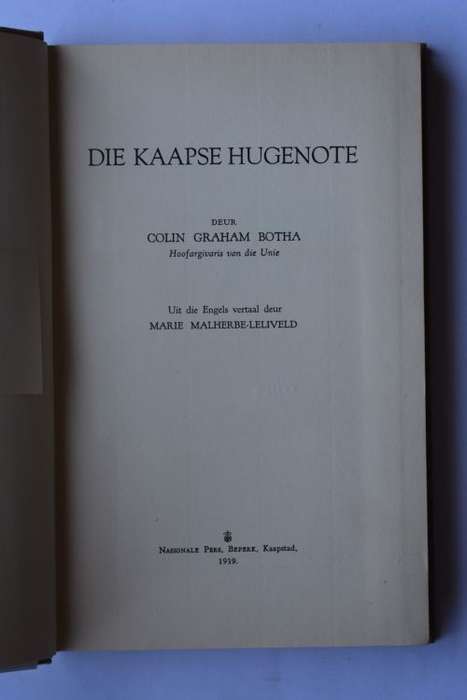 DIE KAAPSE HUGENOTE
DEUR
COLIN GRAHAM BOTHA
Hoofargivaris van die Unie
Uit die Engels vertaal deur
MARIE MALHERBE-LELIVELD
NASIONALE PERS, BEPERK, Kaapstad,
1939.